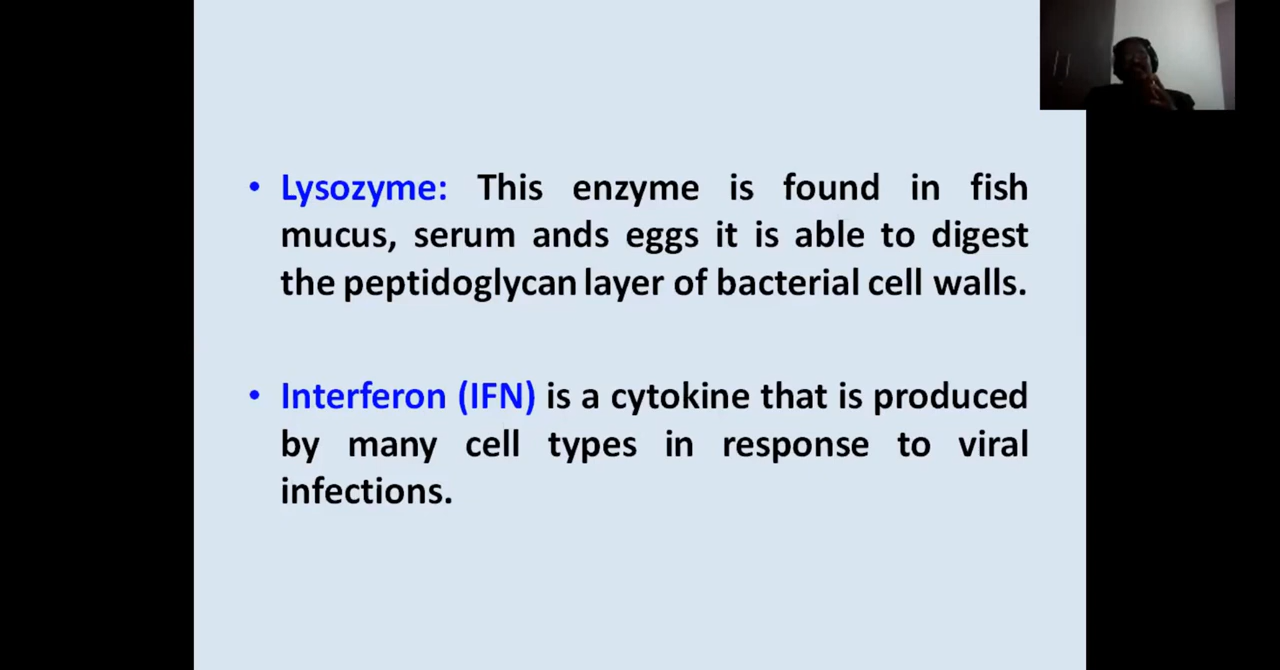 • Lysozyme: This enzyme is found in fish
mucus, serum ands eggs it is able to digest
the peptidoglycan layer of bacterial cell walls.
• Interferon (IFN) is a cytokine that is produced
by many cell types in response to viral
infections.